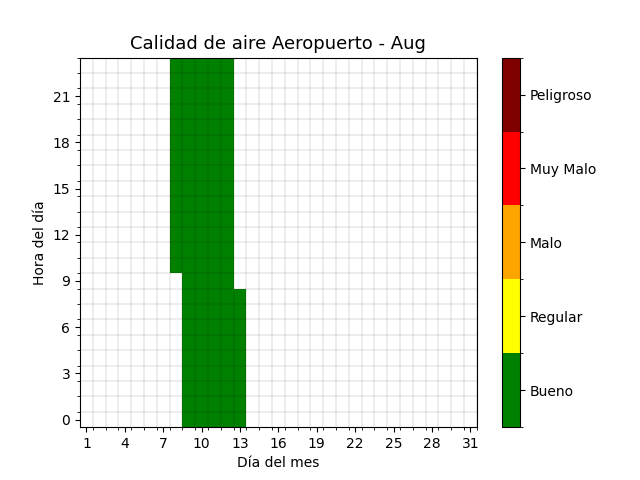 Calidad de aire Aeropuerto - Aug
21
18
15
12
9
6
3
0
Hora del día
1 4 7 10 13 16 19 22 25 28 31
Día del mes
Peligroso
Muy Malo
Malo
Regular
Bueno